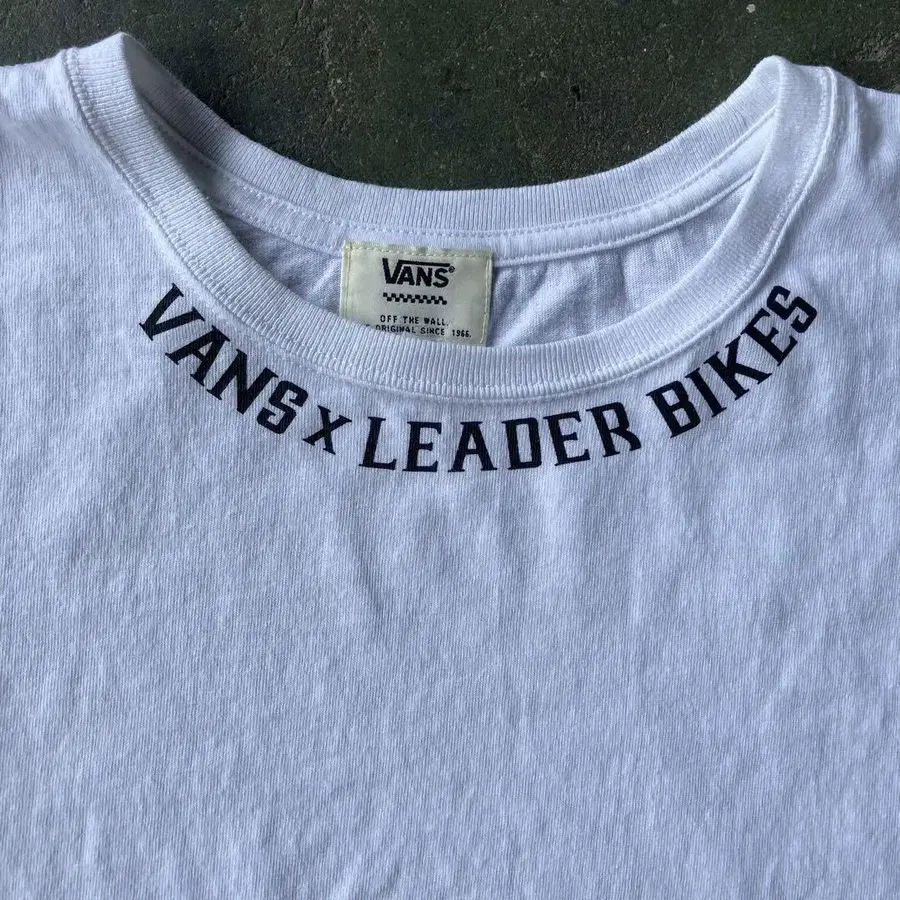 VANS®
OFF THE WALL.
ORIGINAL SINCE 1966.
VANS X LEADER BIKES